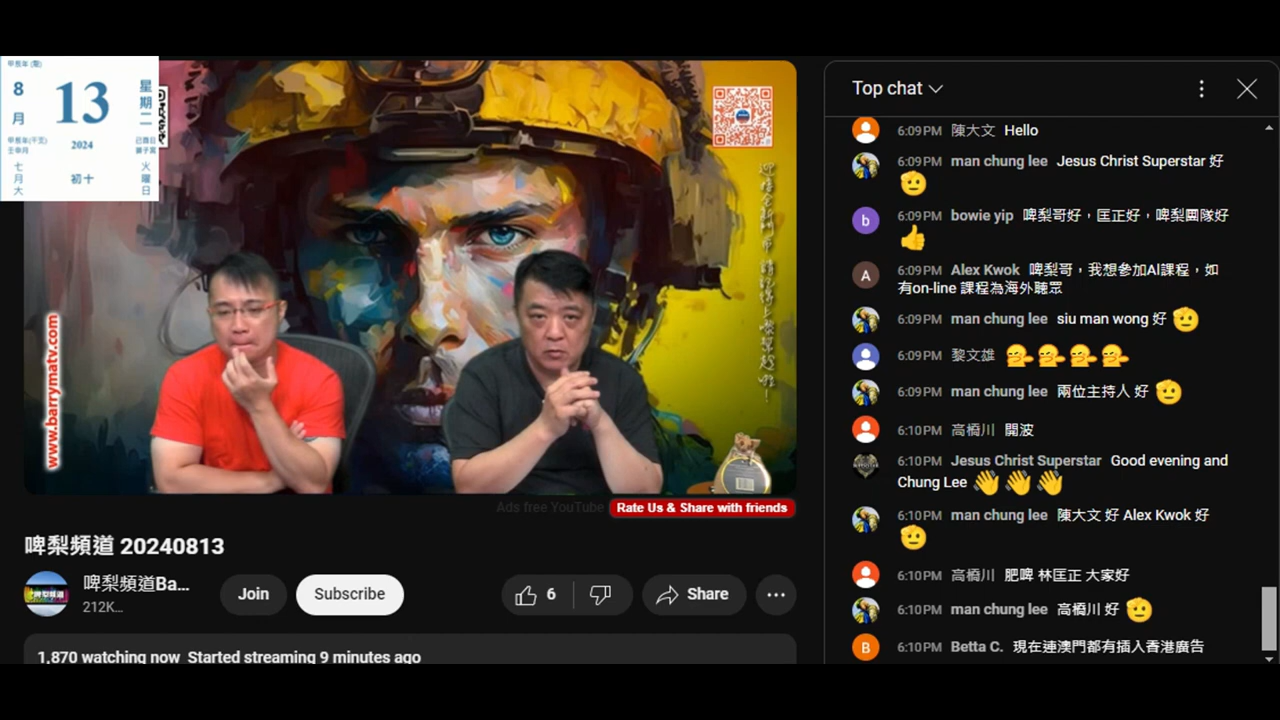 甲辰年
8
月
13
2024
初十
星期二
七月大
火曜日
www.barrymatv.com
Ads free YouTube
Rate Us & Share with friends
啤梨頻道 20240813
啤梨頻道Ba...
212K...
Join
Subscribe
6
Share
1,870 watching now Started streaming 9 minutes ago
Top chat
6:09PM 陳大文 Hello
6:09PM man chung lee Jesus Christ Superstar 好
6:09PM bowie yip 啤梨哥好，匡正好，啤梨團隊好
6:09PM Alex Kwok 啤梨哥，我想參加AI課程，如
有on-line 課程為海外聽眾
6:09PM man chung lee siu man wong 好
6:09PM 黎文雄
6:09PM man chung lee 兩位主持人 好
6:10PM 高橋川 開波
6:10PM Jesus Christ Superstar Good evening and
Chung Lee
6:10PM man chung lee 陳大文 好 Alex Kwok 好
6:10PM 高橋川 肥啤 林匡正 大家好
6:10PM man chung lee 高橋川 好
6:10PM Betta C. 現在連澳門都有插入香港廣告
b
A
B